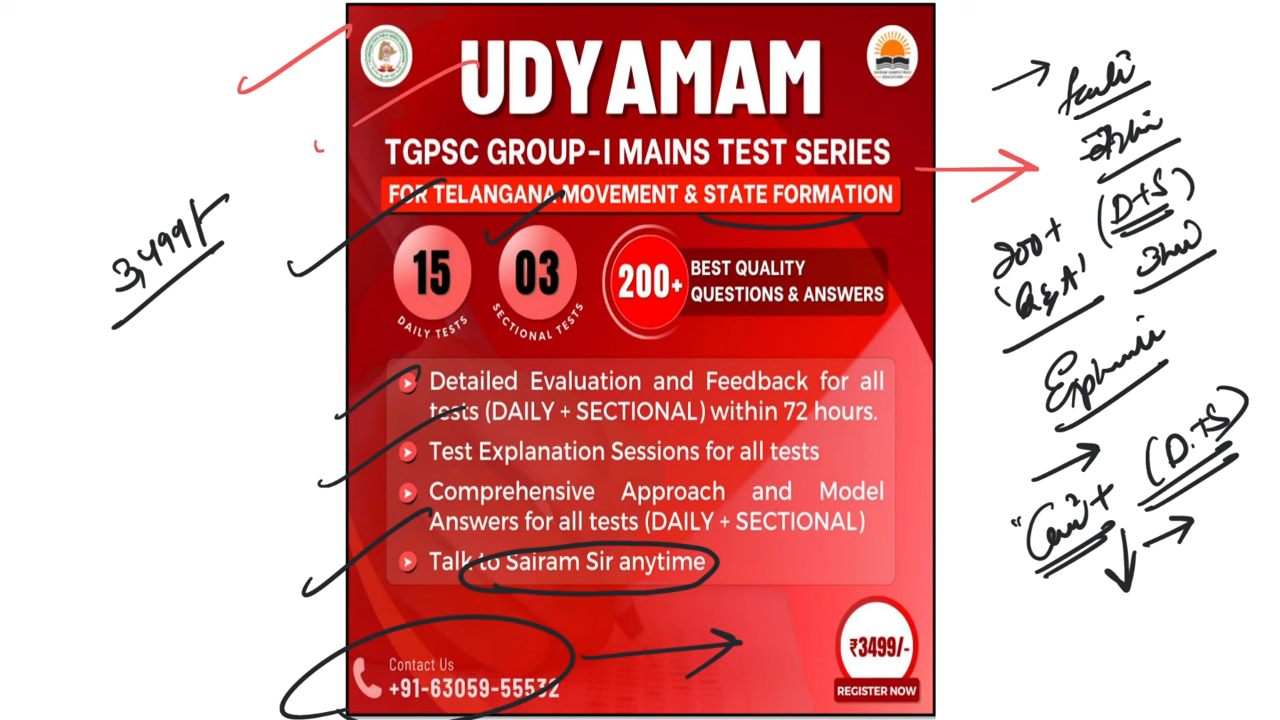 UDYAMAM
TGPSC GROUP-I MAINS TEST SERIES
FOR TELANGANA MOVEMENT & STATE FORMATION
15
DAILY TESTS
03
SECTIONAL TESTS
200+
BEST QUALITY
QUESTIONS & ANSWERS
Detailed Evaluation and Feedback for all
tests (DAILY + SECTIONAL) within 72 hours.
Test Explanation Sessions for all tests
Comprehensive Approach and Model
Answers for all tests (DAILY + SECTIONAL)
Talk to Sairam Sir anytime
Contact Us
+91-63059-55532
₹3499/-
REGISTER NOW
3,499/-
(D+S)
200+
'Q&A'
(D.+S)